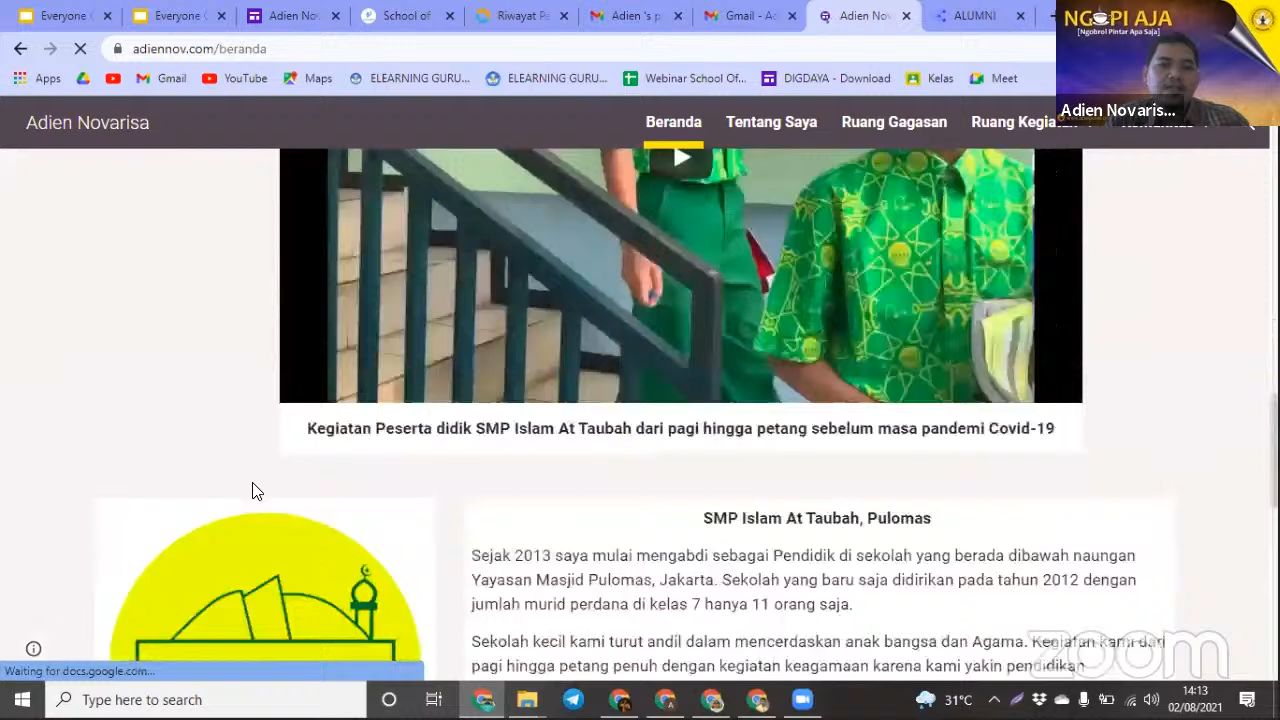 Everyone
Everyone
Adien Nov
School of
Riwayat Pe
Adien 's p
Gmail - Ad
Adien Nov
ALUMNI
adiennov.com/beranda
Apps
Gmail
YouTube
Maps
ELEARNING GURU...
ELEARNING GURU...
Webinar School Of...
DIGDAYA - Download
Kelas
Meet
NGOPI AJA
[Ngobrol Pintar Apa Saja]
Adien Novaris...
Adien Novarisa
Beranda
Tentang Saya
Ruang Gagasan
Ruang Kegiatan
Kegiatan Peserta didik SMP Islam At Taubah dari pagi hingga petang sebelum masa pandemi Covid-19
SMP Islam At Taubah, Pulomas
Sejak 2013 saya mulai mengabdi sebagai Pendidik di sekolah yang berada dibawah naungan
Yayasan Masjid Pulomas, Jakarta. Sekolah yang baru saja didirikan pada tahun 2012 dengan
jumlah murid perdana di kelas 7 hanya 11 orang saja.
Sekolah kecil kami turut andil dalam mencerdaskan anak bangsa dan Agama. Kegiatan kami dari
pagi hingga petang penuh dengan kegiatan keagamaan karena kami yakin pendidikan
zoom
Waiting for docs.google.com...
Type here to search
31°C
14:13
02/08/2021